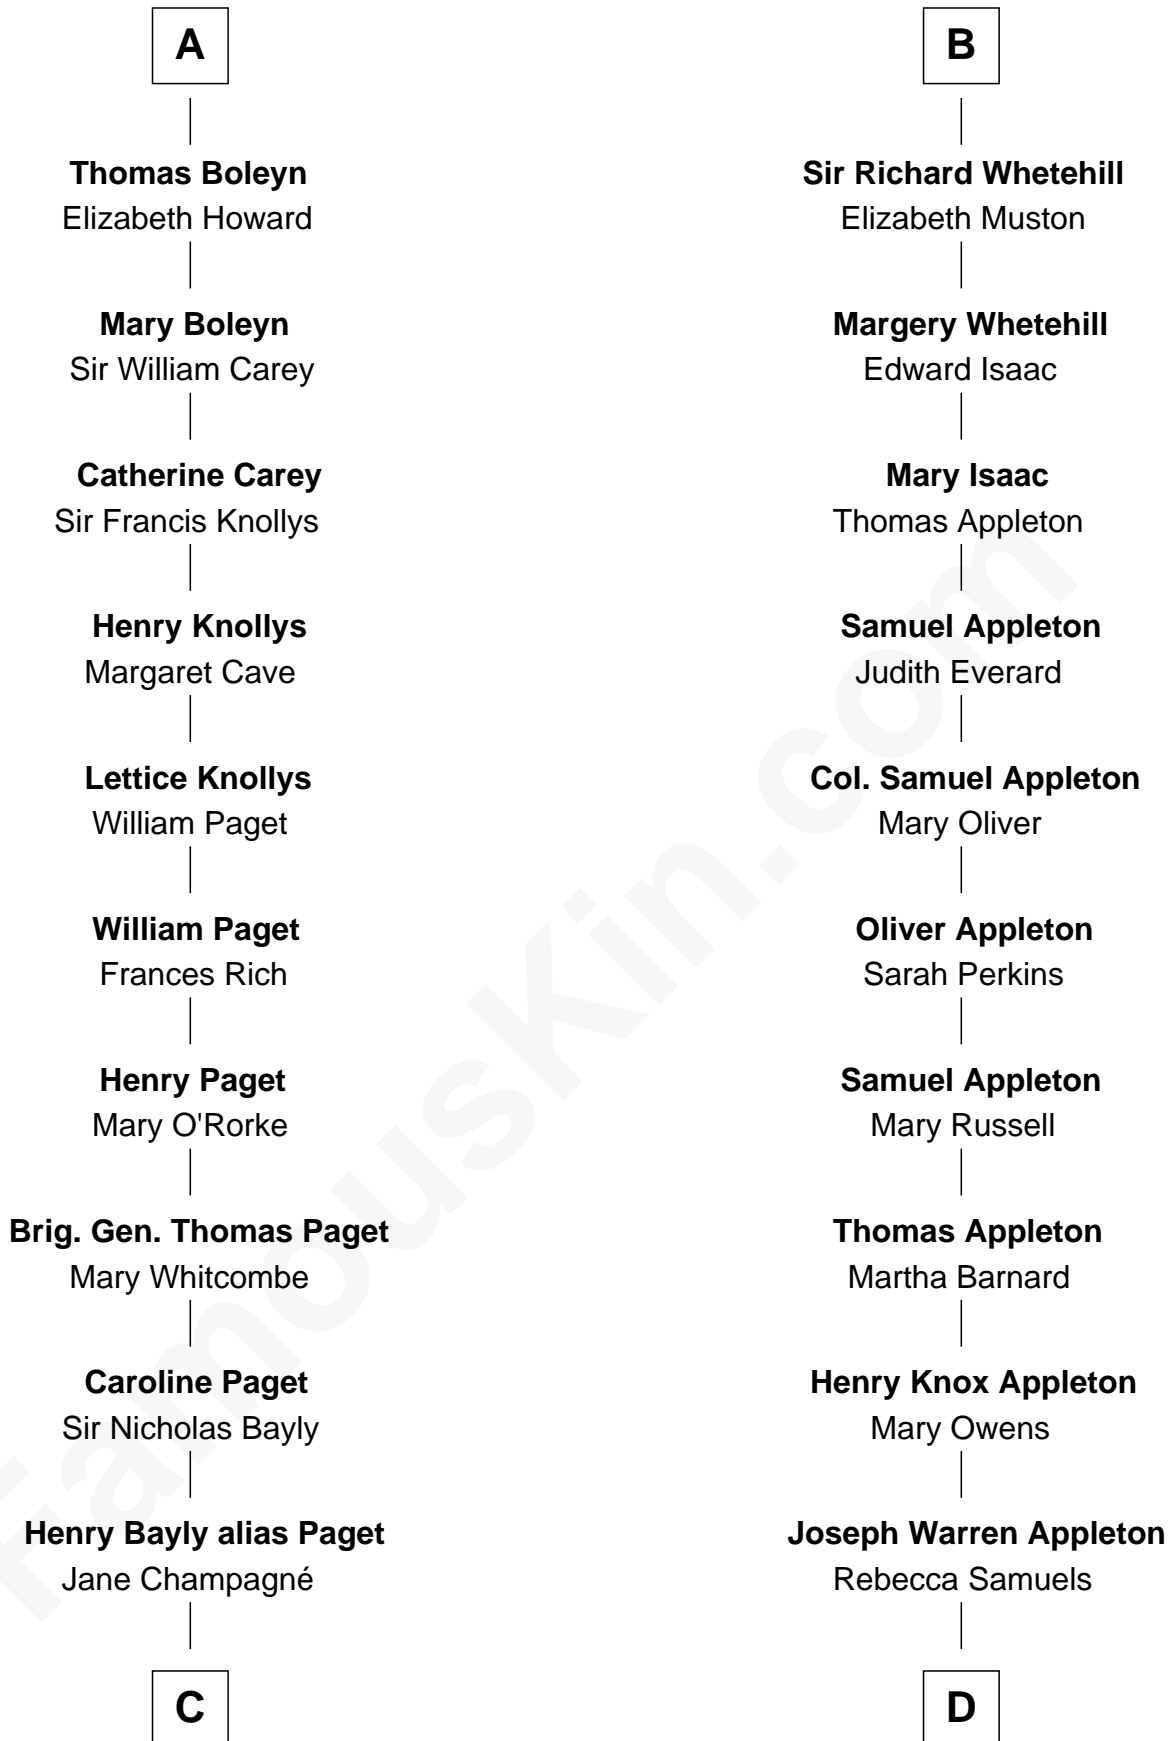 A
Thomas Boleyn
Elizabeth Howard
Mary Boleyn
Sir William Carey
Catherine Carey
Sir Francis Knollys
Henry Knollys
Margaret Cave
Lettice Knollys
William Paget
William Paget
Frances Rich
Henry Paget
Mary O'Rorke
Brig. Gen. Thomas Paget
Mary Whitcombe
Caroline Paget
Sir Nicholas Bayly
Henry Bayly alias Paget
Jane Champagné
C
B
Sir Richard Whetehill
Elizabeth Muston
Margery Whetehill
Edward Isaac
Mary Isaac
Thomas Appleton
Samuel Appleton
Judith Everard
Col. Samuel Appleton
Mary Oliver
Oliver Appleton
Sarah Perkins
Samuel Appleton
Mary Russell
Thomas Appleton
Martha Barnard
Henry Knox Appleton
Mary Owens
Joseph Warren Appleton
Rebecca Samuels
D
FamousKin.com